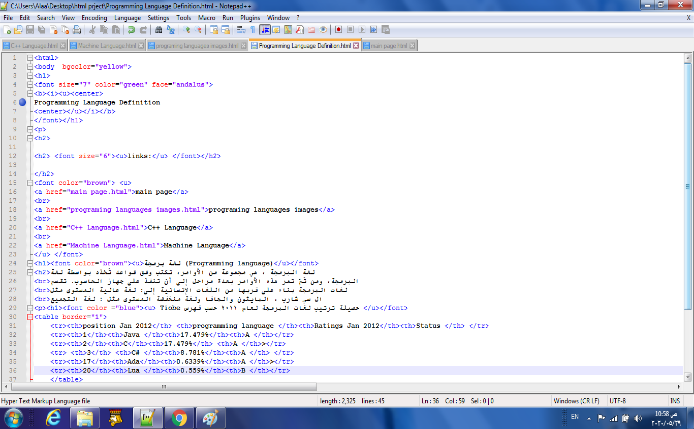 C:\Users\Alaa\Desktop\html prject\Programming Language Definition.html - Notepad++
File Edit Search View Encoding Language Settings Tools Macro Run Plugins Window ? X
C++ Language.html Machine Language.html programing languages images.html Programming Language Definition.html main page.html
1 <html>
2 <body bgcolor="yellow">
3 <h1>
4 <font size="7" color="green" face="andalus">
5 <b><i><u><center>
6 Programming Language Definition
7 <center></u></i></b>
8 </font></h1>
9 <p>
10 <h2>
11
12 <h2> <font size="6"><u>links:</u> </font></h2>
13
14 </h2>
15 <font color="brown"> <u>
16 <a href="main page.html">main page</a>
17 <br>
18 <a href="programing languages images.html">programing languages images</a>
19 <br>
20 <a href="C++ Language.html">C++ Language</a>
21 <br>
22 <a href="Machine Language.html">Machine Language</a>
23 </u> </font>
24 <h1><font color="brown"><u>لغة برمجة (Programming language)</u></font>
25 <h2>لغة البرمجة ، هي مجموعة من الأوامر، تكتب وفق قواعد تُحدَّد بواسطة لغة
26 <br>البرمجة، ومن ثُمّ تمر هذه الأوامر بعدة مراحل إلى أن تنفذ على جهاز الحاسوب. تقسم
27 <br>لغات البرمجة بناء على قربها من اللغات الإنسانية إلى: لغة عالية المستوى مثل
28 <br>ال سي شارب ، السايثون والجافا ولغة منخفضة المستوى مثل : لغة التجميع
29 <p><h1><font color ="blue"><u> Tiobe حصيلة ترتيب لغات البرمجة لعام ٢٠١١ حسب فهرس </u></font>
30 <table border="1">
31 <tr><th>position Jan 2012</th> <th>programming language </th><th>Ratings Jan 2012<th>Status </th> </tr>
32 <tr><th>1</th><th>Java </th><th>17.479%</th><th>A </th></tr>
33 <tr><th>2</th><th>C</th><th>17.479%</th> <th>A </th></tr>
34 <tr> <th>3</th> <th>C# </th><th>8.781%</th><th>A </th> </tr>
35 <tr><th>17</th><th>Ada</th><th>0.6339%</th><th>A </th></tr>
36 <tr><th>20</th><th>Lua </th><th>0.559%</th><th>B </th></tr>
37 </table>
Hyper Text Markup Language file length : 2,325 lines : 45 Ln : 36 Col : 59 Sel : 0 | 0 Windows (CR LF) UTF-8 INS
EN 10:58 ص